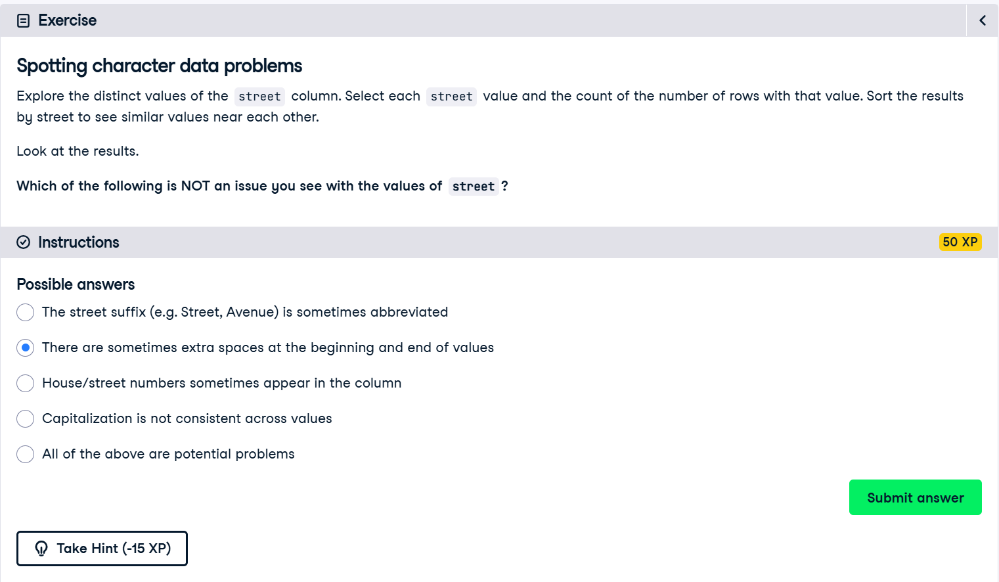 Exercise
Spotting character data problems
Explore the distinct values of the street column. Select each street value and the count of the number of rows with that value. Sort the results
by street to see similar values near each other.
Look at the results.
Which of the following is NOT an issue you see with the values of street?
Instructions
50 XP
Possible answers
The street suffix (e.g. Street, Avenue) is sometimes abbreviated
There are sometimes extra spaces at the beginning and end of values
House/street numbers sometimes appear in the column
Capitalization is not consistent across values
All of the above are potential problems
Submit answer
Take Hint (-15 XP)